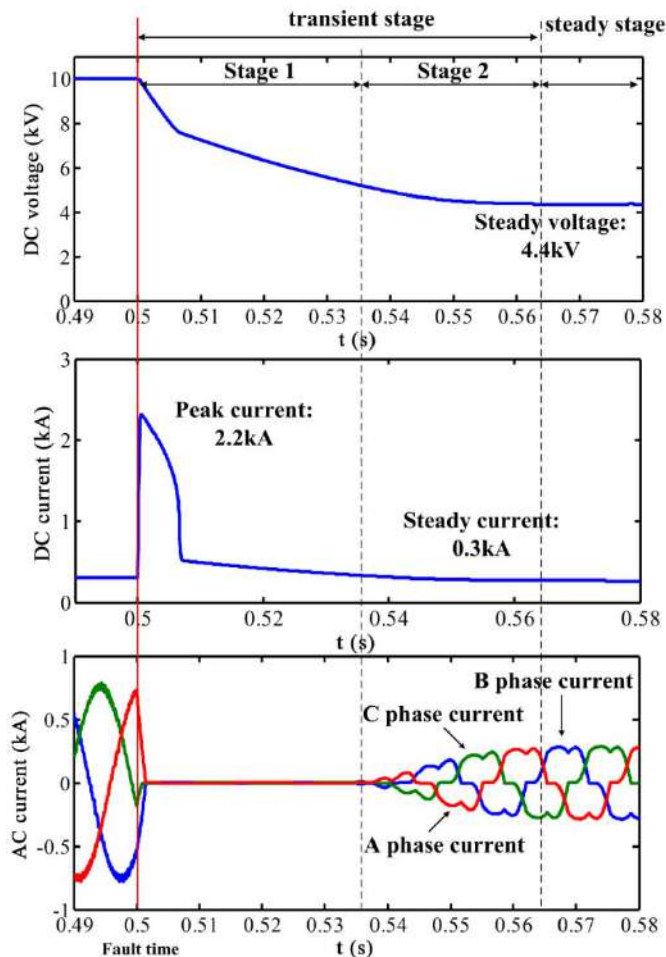 transient stage
steady stage
Stage 1
Stage 2
DC voltage (kV)
10
8
6
4
2
0
Steady voltage:
4.4kV
0.49 0.5 0.51 0.52 0.53 0.54 0.55 0.56 0.57 0.58
t (s)
DC current (kA)
3
2
1
0
Peak current:
2.2kA
Steady current:
0.3kA
0.5 0.52 0.54 0.56 0.58
t (s)
AC current (kA)
1
0.5
0
-0.5
-1
B phase current
C phase current
A phase current
0.49 0.5 0.51 0.52 0.53 0.54 0.55 0.56 0.57 0.58
Fault time
t (s)